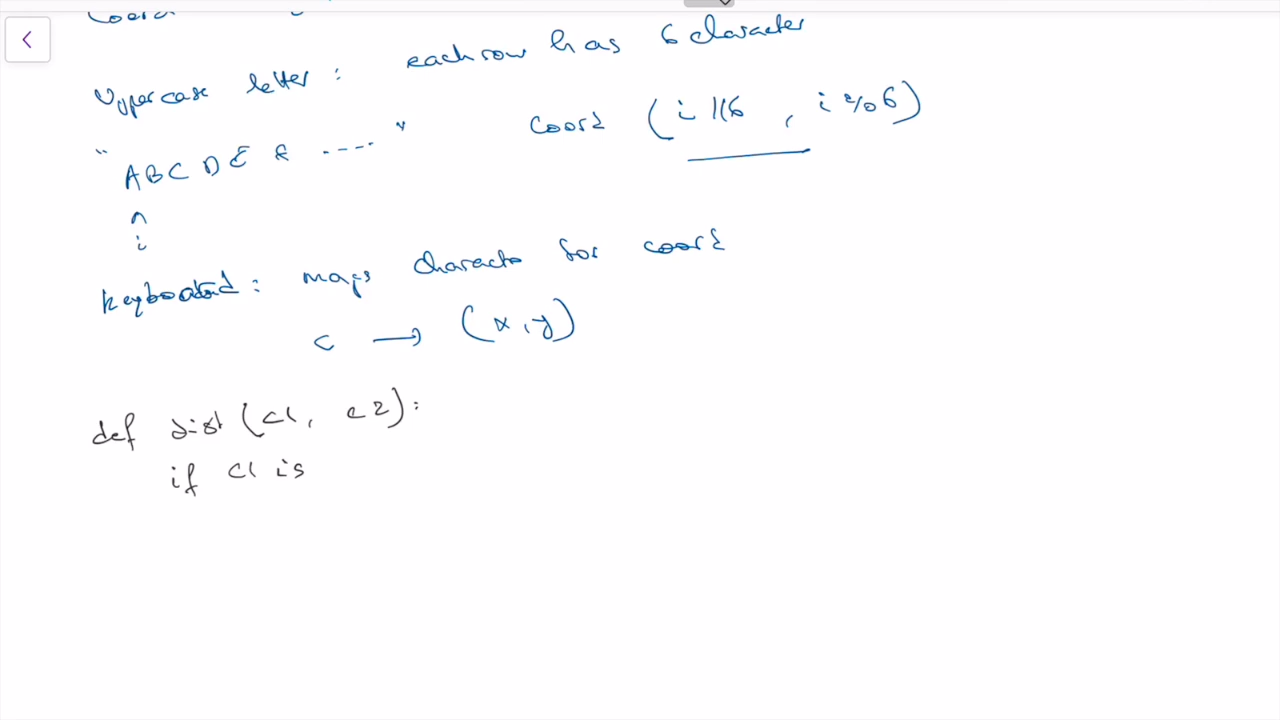 Coord
Uppercase letter : each row has 6 character
" ABCDEF ...." coord (i//6 , i%6)
^
i
keyboard : maps character for coord
c → (x,y)
def dist(c1, c2):
if c1 is